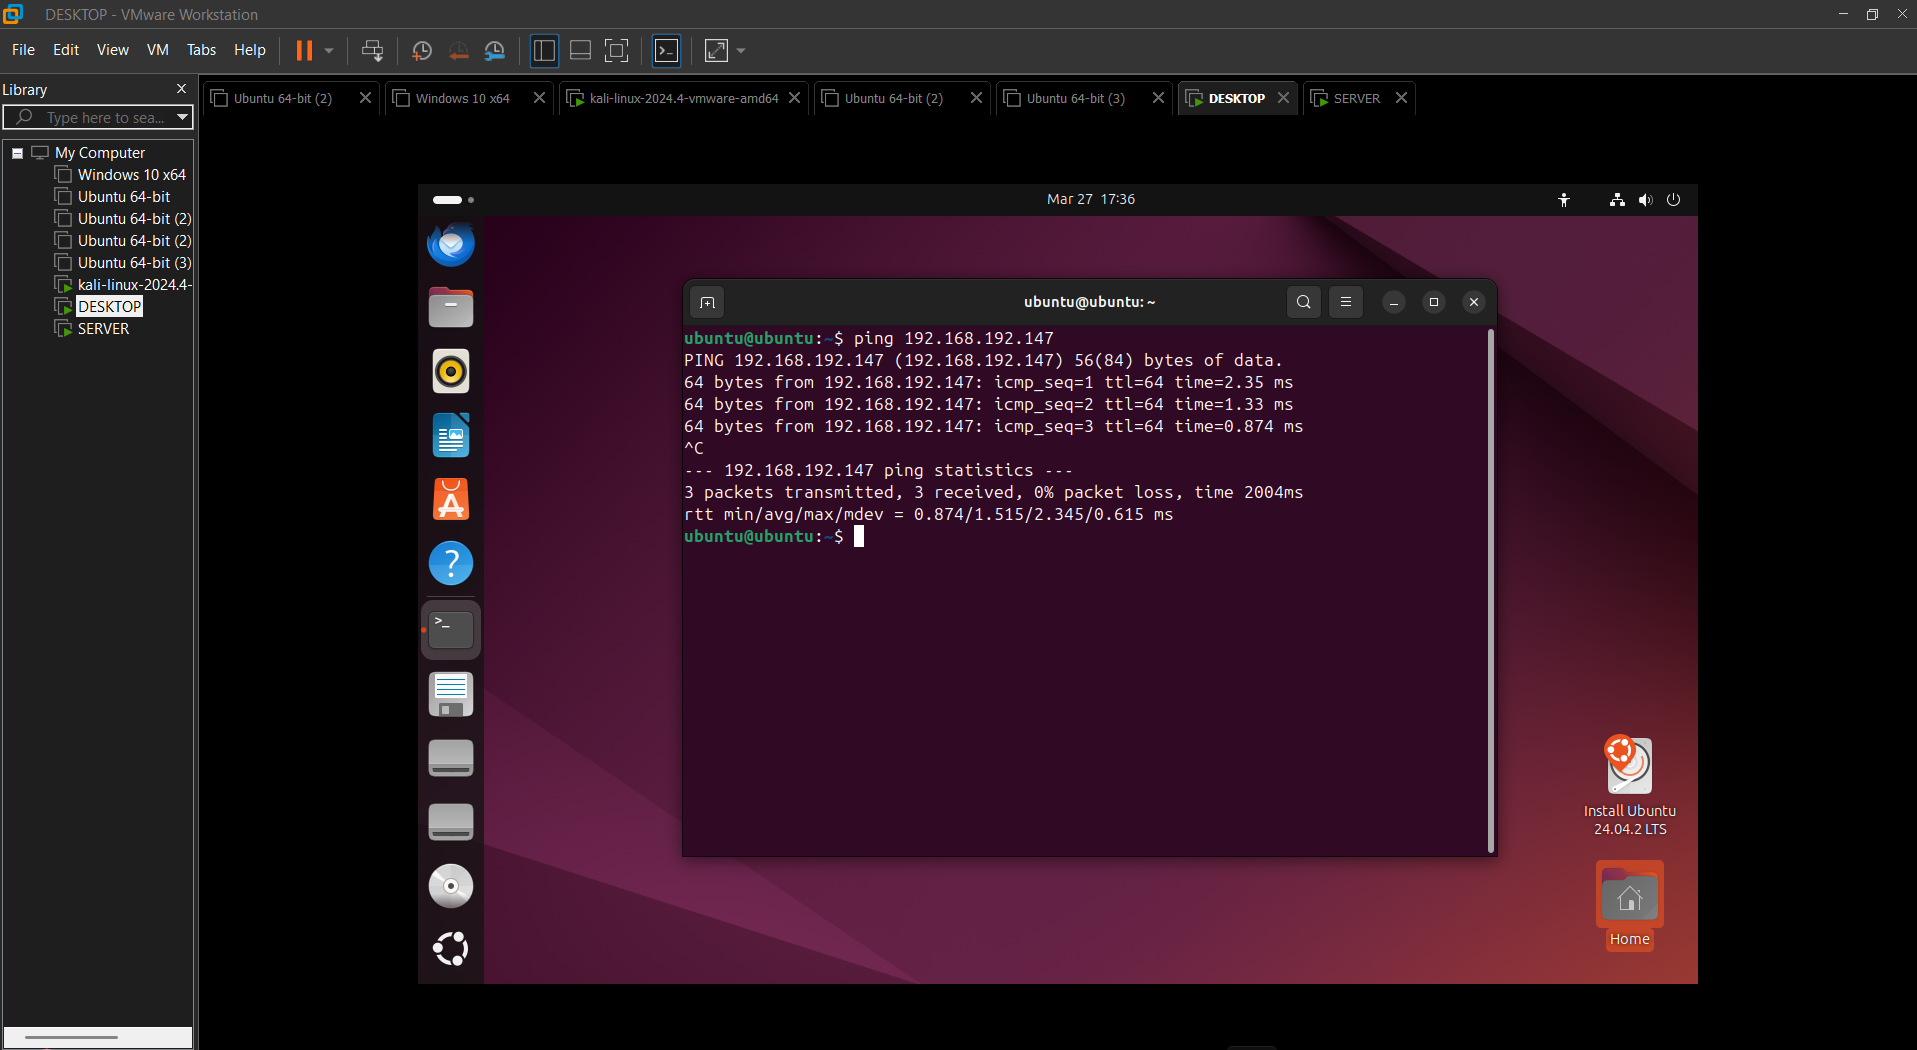 DESKTOP - VMware Workstation
File Edit View VM Tabs Help
Library
Type here to sea...
My Computer
Windows 10 x64
Ubuntu 64-bit
Ubuntu 64-bit (2)
Ubuntu 64-bit (2)
Ubuntu 64-bit (3)
kali-linux-2024.4-
DESKTOP
SERVER
Ubuntu 64-bit (2) Windows 10 x64 kali-linux-2024.4-vmware-amd64 Ubuntu 64-bit (2) Ubuntu 64-bit (3) DESKTOP SERVER
Mar 27 17:36
ubuntu@ubuntu: ~
ubuntu@ubuntu:~$ ping 192.168.192.147
PING 192.168.192.147 (192.168.192.147) 56(84) bytes of data.
64 bytes from 192.168.192.147: icmp_seq=1 ttl=64 time=2.35 ms
64 bytes from 192.168.192.147: icmp_seq=2 ttl=64 time=1.33 ms
64 bytes from 192.168.192.147: icmp_seq=3 ttl=64 time=0.874 ms
^C
--- 192.168.192.147 ping statistics ---
3 packets transmitted, 3 received, 0% packet loss, time 2004ms
rtt min/avg/max/mdev = 0.874/1.515/2.345/0.615 ms
ubuntu@ubuntu:~$
Install Ubuntu
24.04.2 LTS
Home